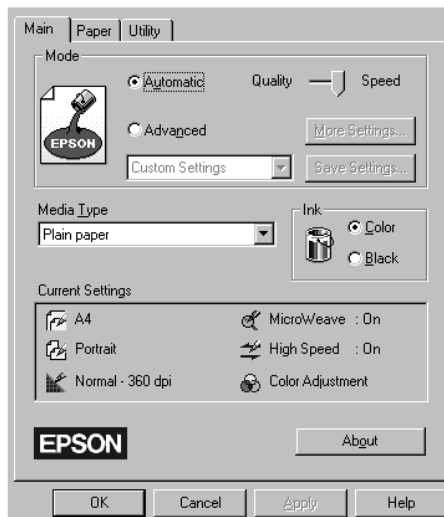 Main Paper Utility
Mode
Automatic Quality Speed
EPSON
Advanced More Settings...
Custom Settings Save Settings...
Media Type
Plain paper
Ink
Color
Black
Current Settings
A4 MicroWeave : On
Portrait High Speed : On
Normal - 360 dpi Color Adjustment
EPSON About
OK Cancel Apply Help